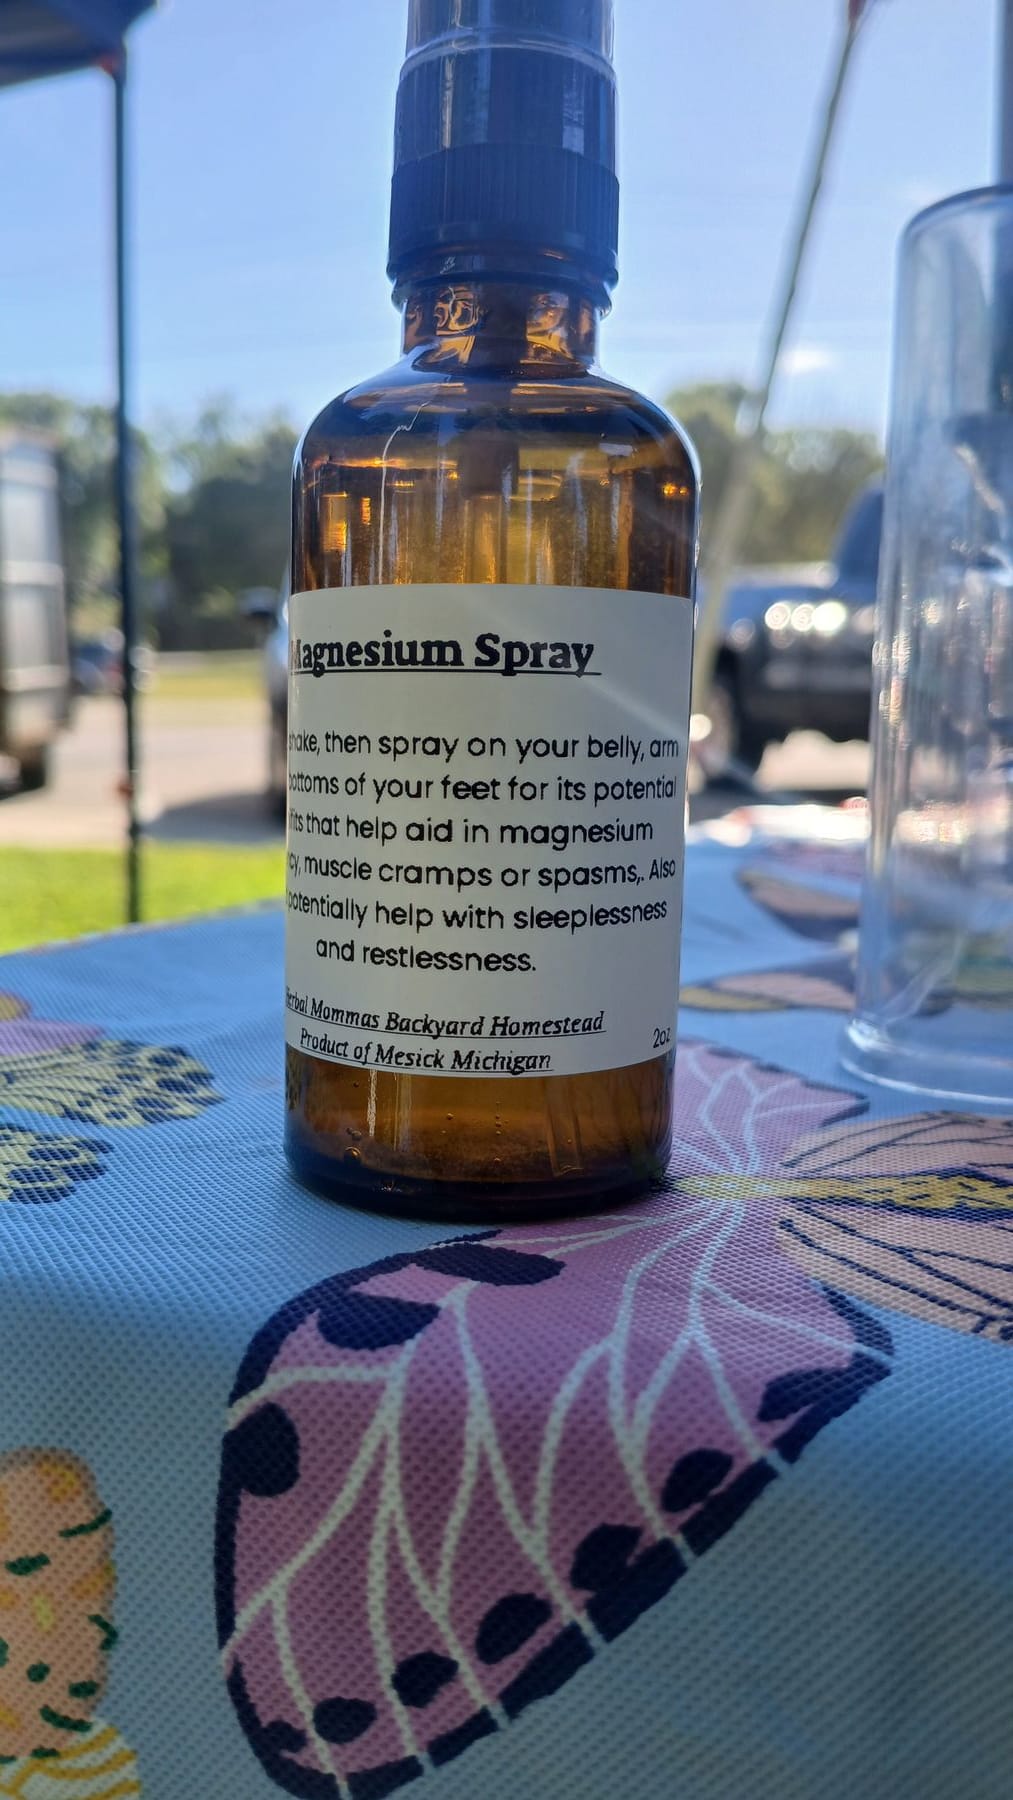 Magnesium Spray
shake, then spray on your belly, arm
bottoms of your feet for its potential
that help aid in magnesium
muscle cramps or spasms,. Also
potentially help with sleeplessness
and restlessness.
Herbal Mommas Backyard Homestead
Product of Mesick Michigan
2oz